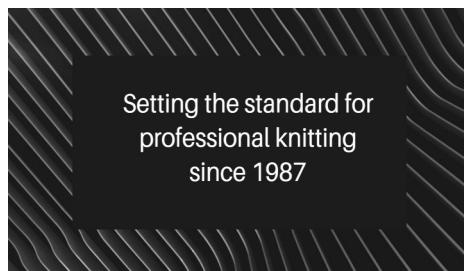 Setting the standard for
professional knitting
since 1987